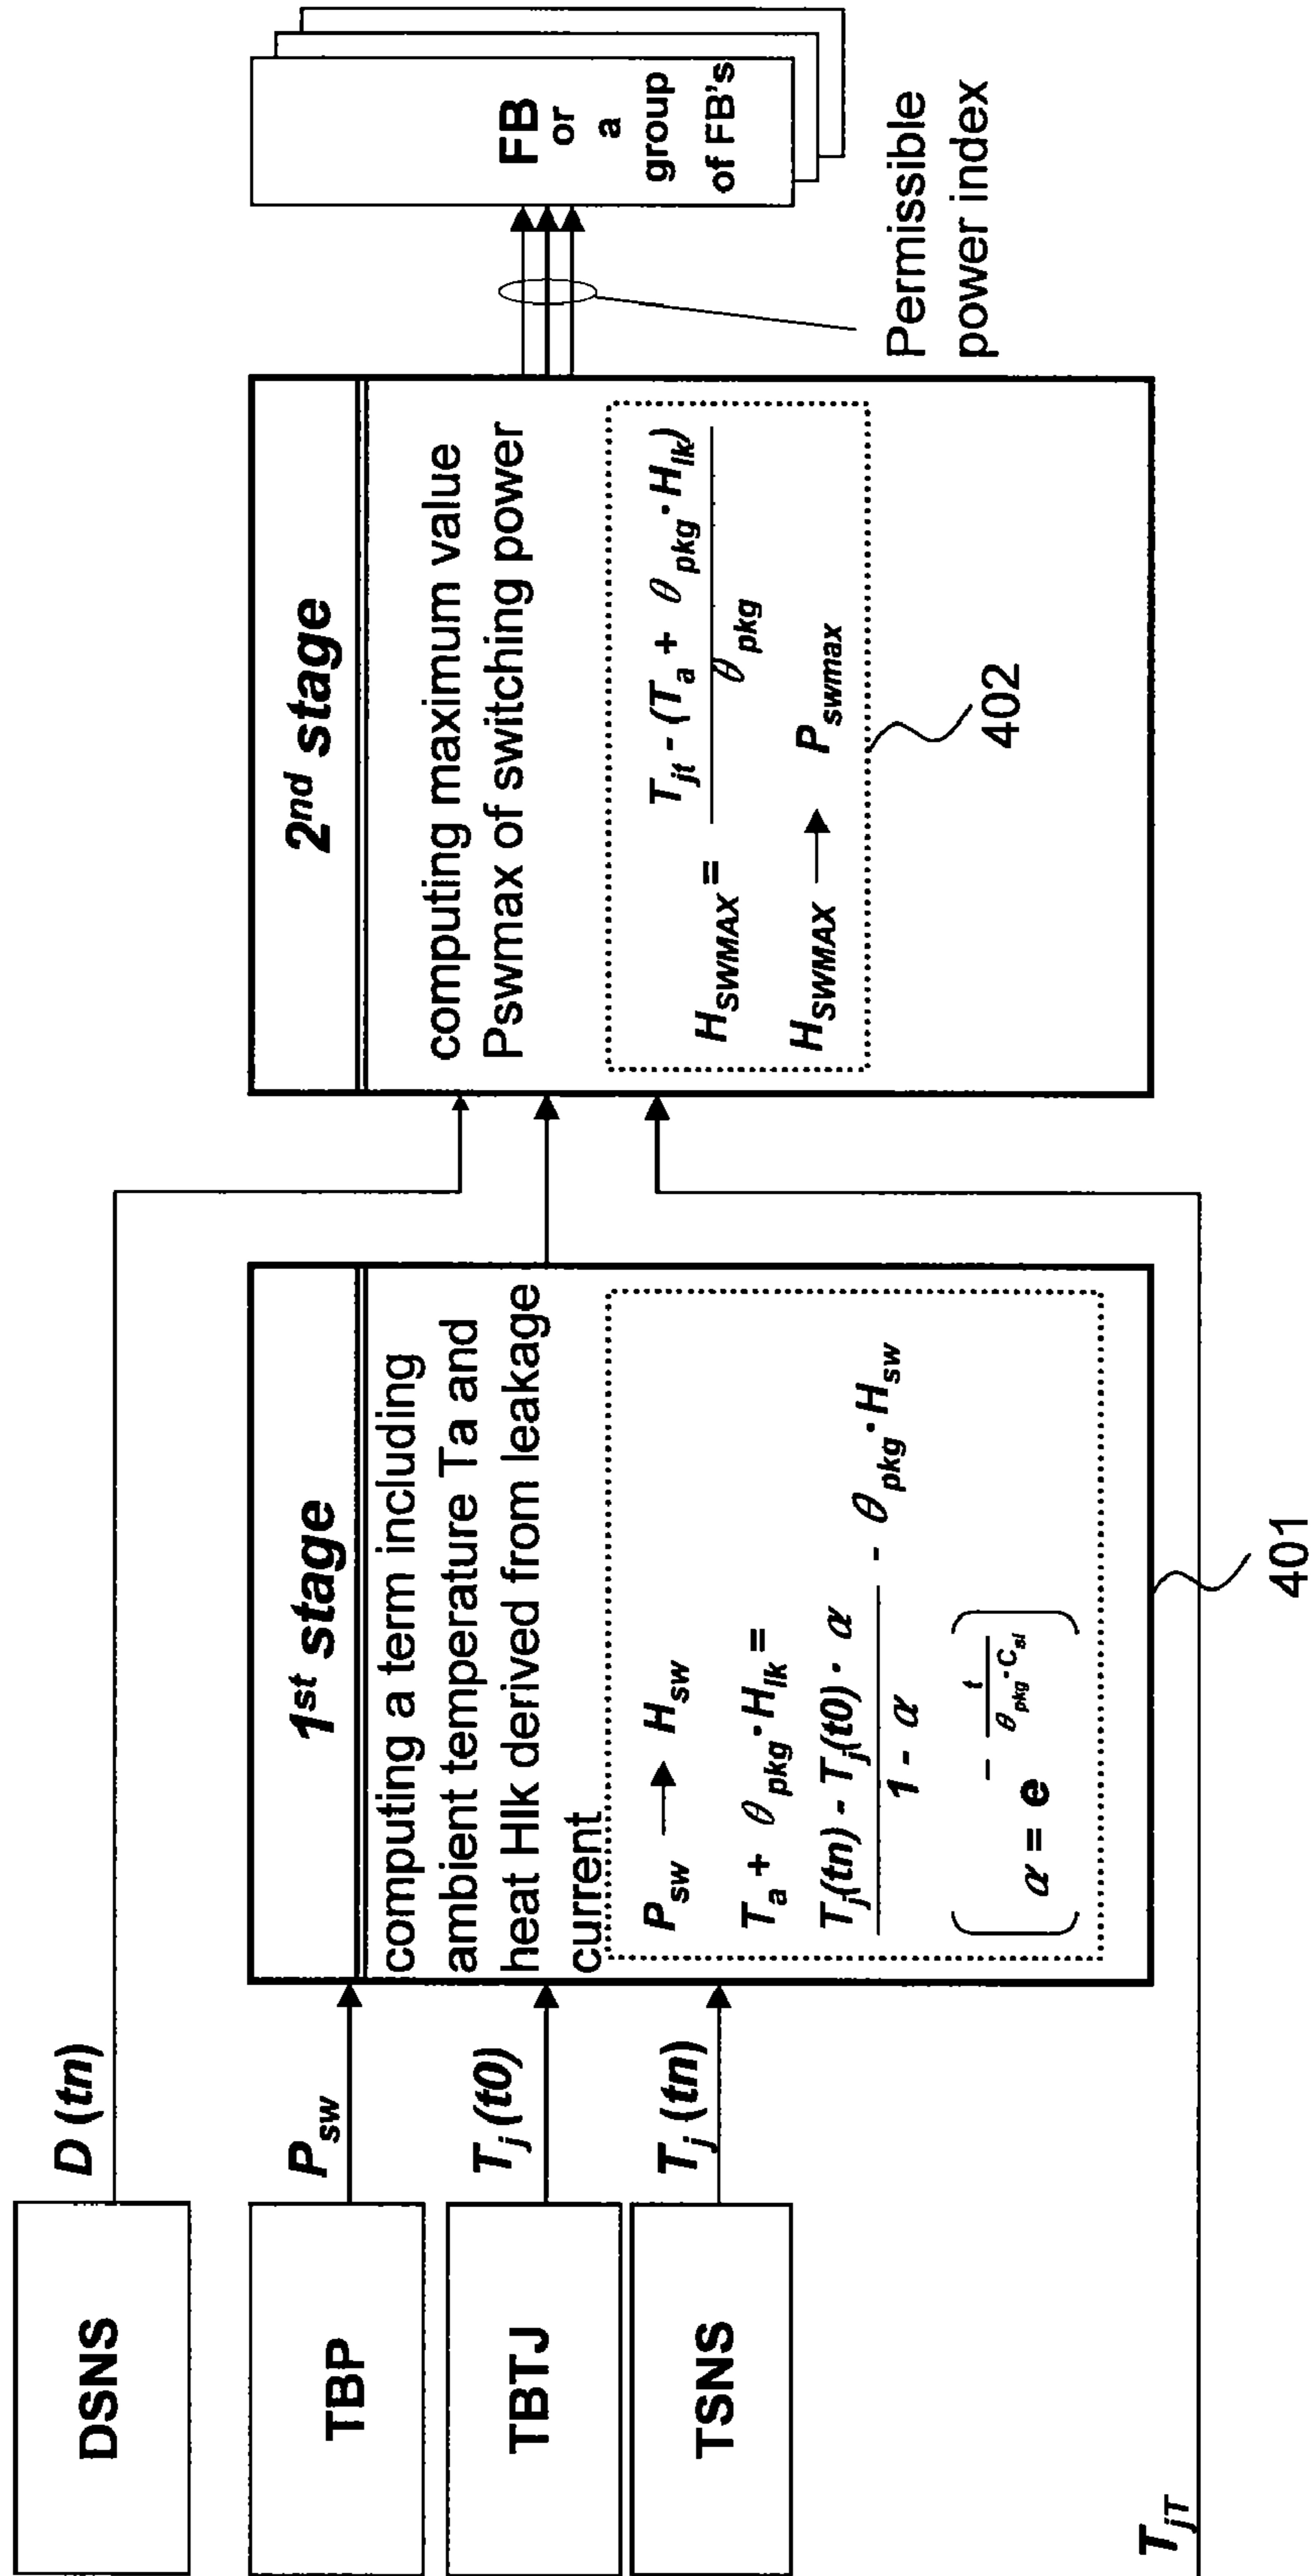 DSNS
D (tn)
TBP
P_sw
TBTJ
T_j (t0)
TSNS
T_j (tn)
T_jT
1st stage
computing a term including
ambient temperature Ta and
heat Hlk derived from leakage
current
P_sw → H_sw
T_a + θ_pkg · H_lk =
T_j(tn) - T_j(t0) · α
1 - α
- θ_pkg · H_sw
α = e
- t
θ_pkg · C_si
401
2nd stage
computing maximum value
Pswmax of switching power
H_SWMAX =
T_jt - (T_a + θ_pkg · H_lk)
θ_pkg
H_SWMAX → P_swmax
402
FB
or
a
group
of FB's
Permissible
power index